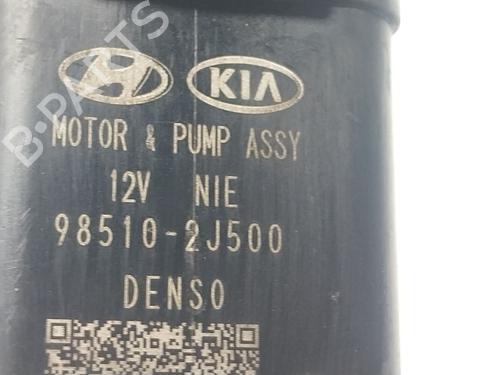 KIA
MOTOR & PUMP ASSY
12V NIE
98510-2J500
DENSO
B-PARTS